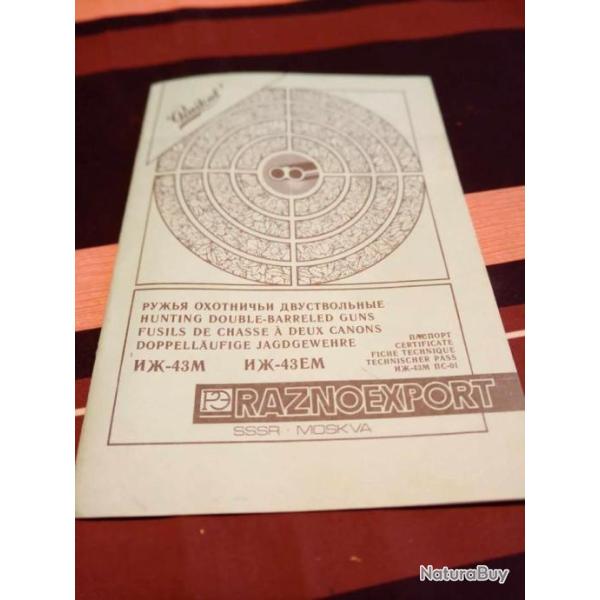 "Baikal"
РУЖЬЯ ОХОТНИЧЬИ ДВУСТВОЛЬНЫЕ
HUNTING DOUBLE-BARRELED GUNS
FUSILS DE CHASSE À DEUX CANONS
DOPPELLÄUFIGE JAGDGEWEHRE
ИЖ-43М ИЖ-43ЕМ
ПАСПОРТ
CERTIFICATE
FICHE TECHNIQUE
TECHNISCHER PASS
ИЖ-43М ПС-01
РЭ RAZNOEXPORT
SSSR · MOSKVA
NaturaBuy